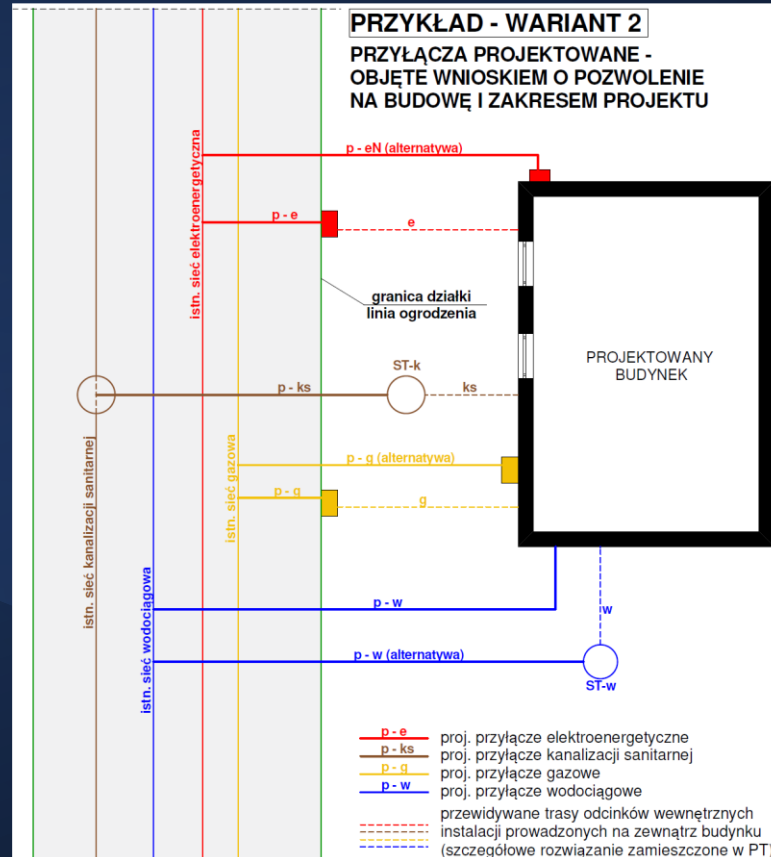 PRZYKŁAD - WARIANT 2
PRZYŁĄCZA PROJEKTOWANE -
OBJĘTE WNIOSKIEM O POZWOLENIE
NA BUDOWĘ I ZAKRESEM PROJEKTU
istn. sieć elektroenergetyczna
p - eN (alternatywa)
p - e
e
granica działki
linia ogrodzenia
PROJEKTOWANY
BUDYNEK
ST-k
p - ks
ks
istn. sieć kanalizacji sanitarnej
istn. sieć gazowa
p - g (alternatywa)
p - g
g
istn. sieć wodociągowa
p - w
w
p - w (alternatywa)
ST-w
p - e proj. przyłącze elektroenergetyczne
p - ks proj. przyłącze kanalizacji sanitarnej
p - g proj. przyłącze gazowe
p - w proj. przyłącze wodociągowe
przewidywane trasy odcinków wewnętrznych
instalacji prowadzonych na zewnątrz budynku
(szczegółowe rozwiązanie zamieszczone w PT)